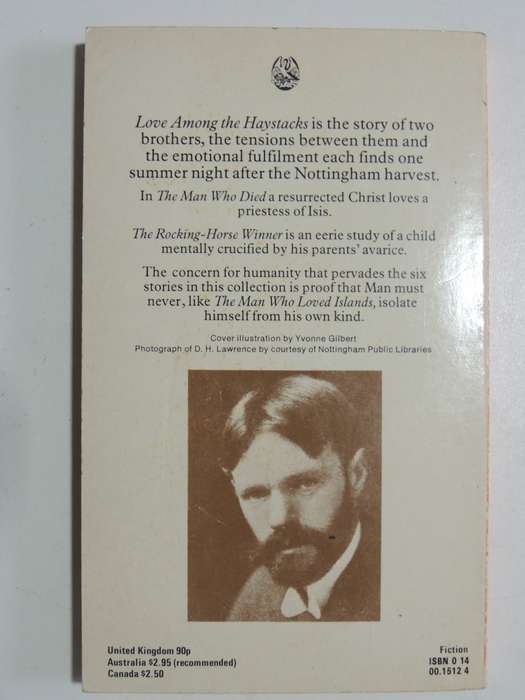 Love Among the Haystacks is the story of two
brothers, the tensions between them and
the emotional fulfilment each finds one
summer night after the Nottingham harvest.
In The Man Who Died a resurrected Christ loves a
priestess of Isis.
The Rocking-Horse Winner is an eerie study of a child
mentally crucified by his parents' avarice.
The concern for humanity that pervades the six
stories in this collection is proof that Man must
never, like The Man Who Loved Islands, isolate
himself from his own kind.
Cover illustration by Yvonne Gilbert
Photograph of D. H. Lawrence by courtesy of Nottingham Public Libraries
United Kingdom 90p
Australia $2.95 (recommended)
Canada $2.50
Fiction
ISBN 0 14
00.1512 4